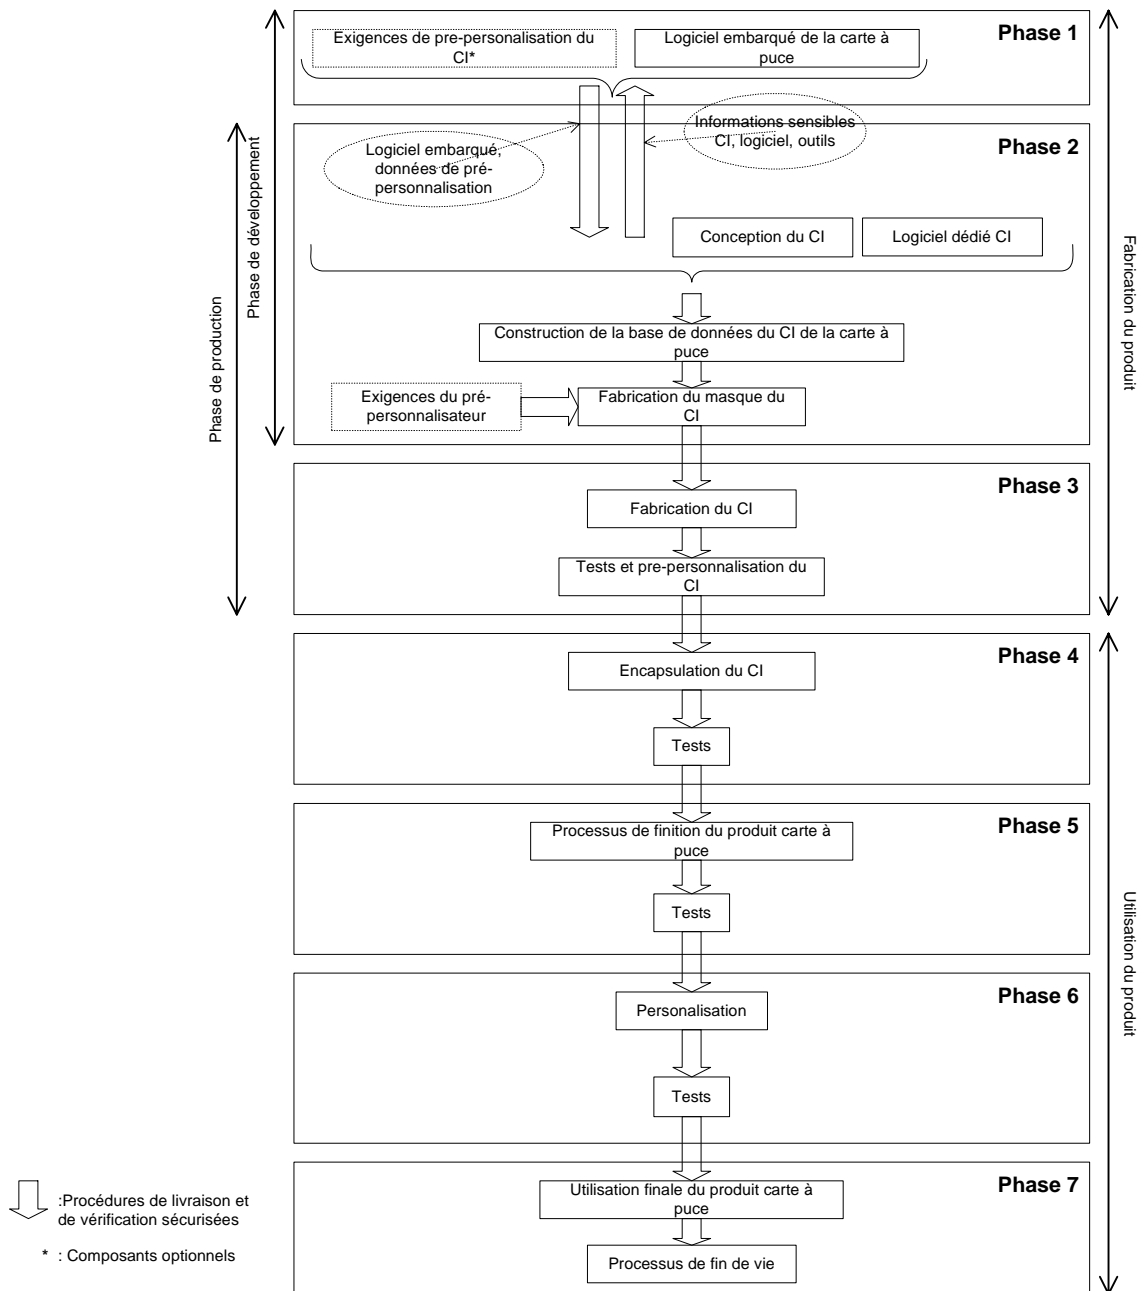 Phase 1
Exigences de pre-personalisation du
CI*
Logiciel embarqué de la carte à
puce
Phase 2
Informations sensibles
CI, logiciel, outils
Logiciel embarqué,
données de pré-
personnalisation
Conception du CI
Logiciel dédié CI
Construction de la base de données du CI de la carte à
puce
Exigences du pré-
personnalisateur
Fabrication du masque du
CI
Phase de développement
Phase de production
Fabrication du produit
Phase 3
Fabrication du CI
Tests et pre-personnalisation du
CI
Phase 4
Encapsulation du CI
Tests
Phase 5
Processus de finition du produit carte à
puce
Tests
Utilisation du produit
Phase 6
Personalisation
Tests
Phase 7
Utilisation finale du produit carte à
puce
Processus de fin de vie
:Procédures de livraison et
de vérification sécurisées
* : Composants optionnels